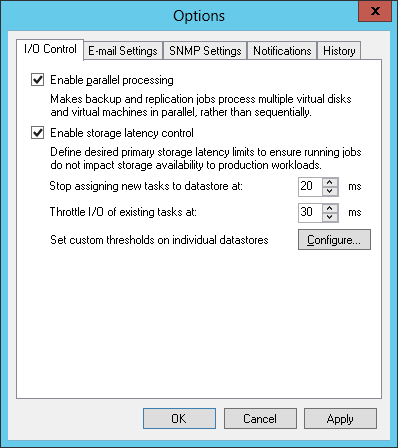 Options
x
I/O Control E-mail Settings SNMP Settings Notifications History
Enable parallel processing
Makes backup and replication jobs process multiple virtual disks
and virtual machines in parallel, rather than sequentially.
Enable storage latency control
Define desired primary storage latency limits to ensure running jobs
do not impact storage availability to production workloads.
Stop assigning new tasks to datastore at: 20 ms
Throttle I/O of existing tasks at: 30 ms
Set custom thresholds on individual datastores Configure...
OK Cancel Apply